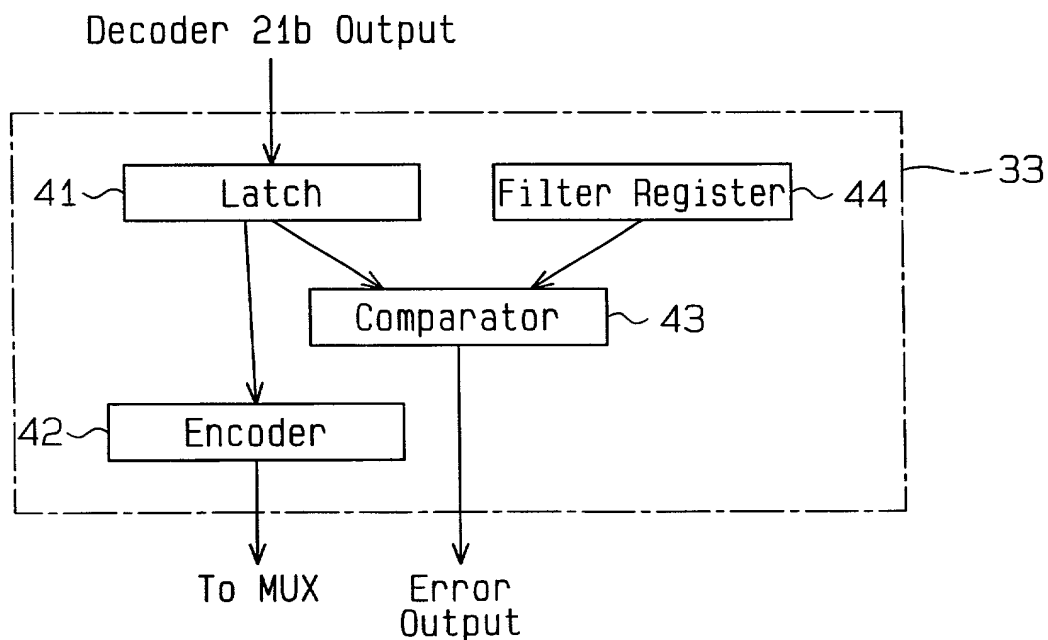 Decoder 21b Output
33
41 Latch
Filter Register 44
Comparator 43
42 Encoder
To MUX
Error
Output